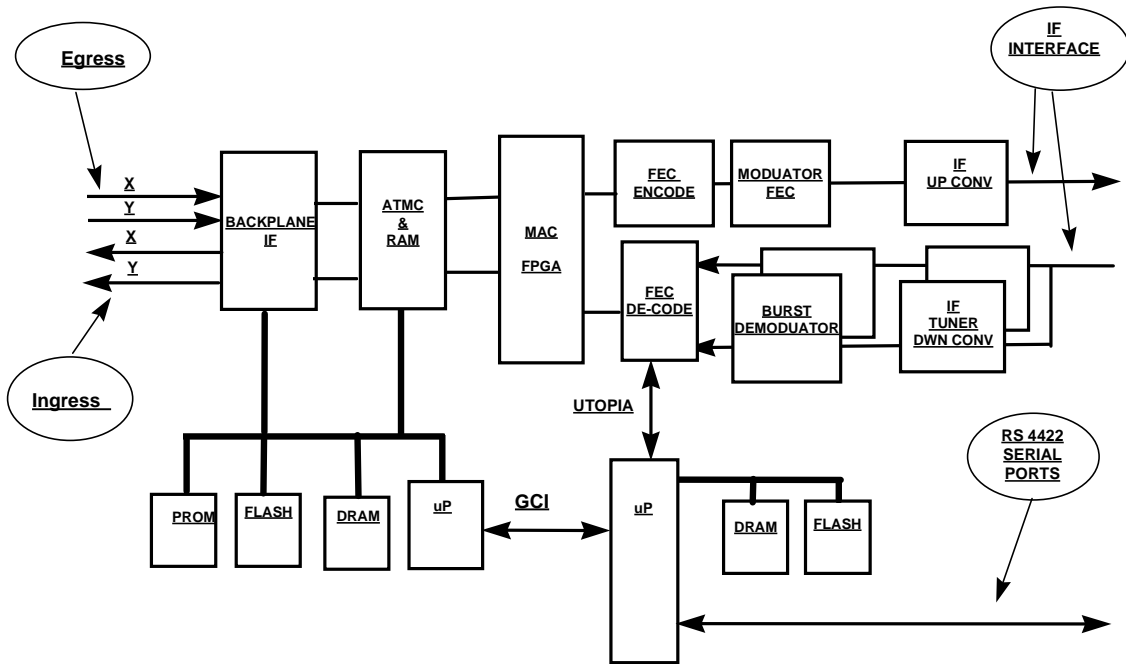 Egress
IF
INTERFACE
X
Y
X
Y
BACKPLANE
IF
ATMC
&
RAM
MAC
FPGA
FEC
ENCODE
MODUATOR
FEC
IF
UP CONV
FEC
DE-CODE
BURST
DEMODUATOR
IF
TUNER
DWN CONV
Ingress
UTOPIA
RS 4422
SERIAL
PORTS
PROM
FLASH
DRAM
uP
GCI
uP
DRAM
FLASH